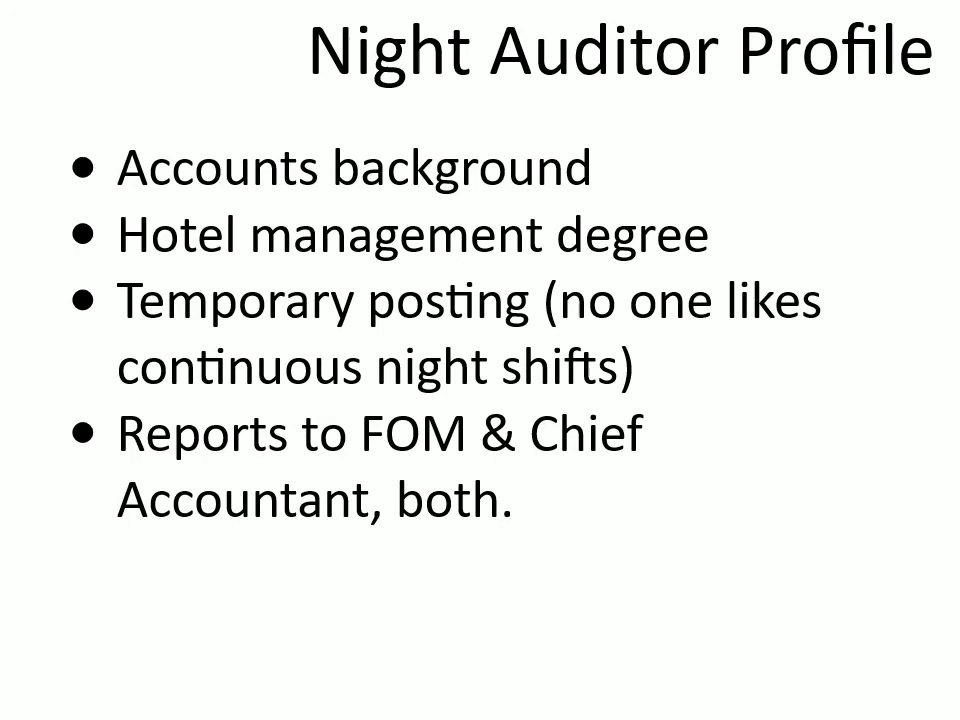 Night Auditor Profile
• Accounts background
• Hotel management degree
• Temporary posting (no one likes
continuous night shifts)
• Reports to FOM & Chief
Accountant, both.